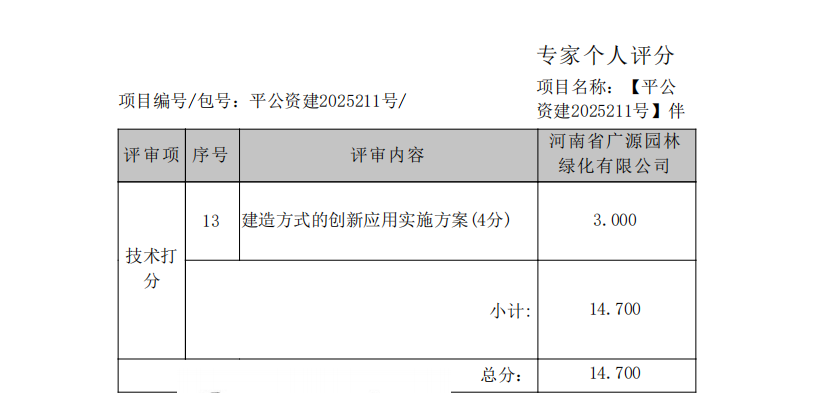 专家个人评分
项目编号/包号：平公资建2025211号/
项目名称：【平公
资建2025211号】伴
评审项 序号 评审内容 河南省广源园林
绿化有限公司
技术打
分
13 建造方式的创新应用实施方案(4分) 3.000
小计: 14.700
总分： 14.700